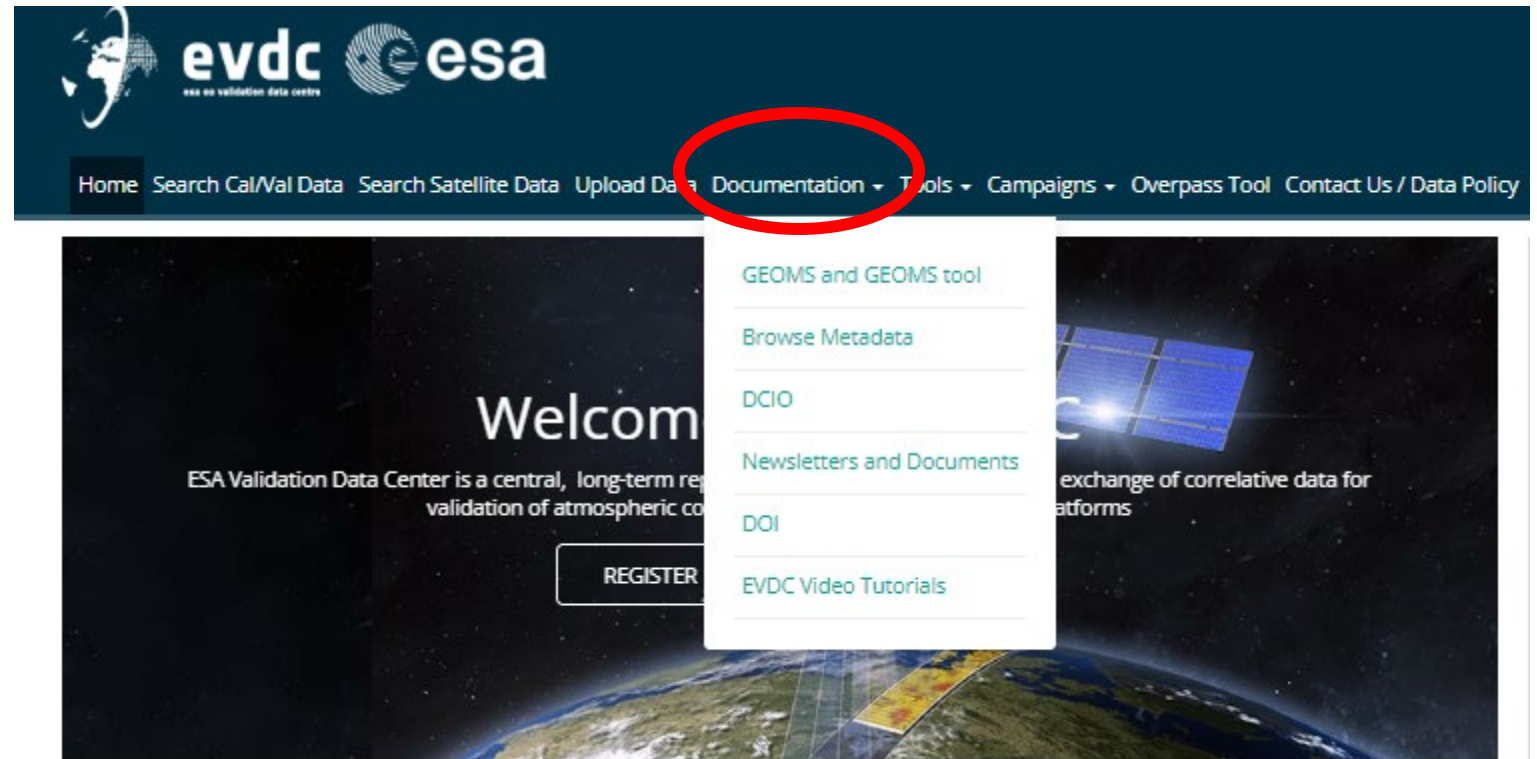 evdc esa
esa eo validation data centre
Home Search Cal/Val Data Search Satellite Data Upload Data Documentation Tools Campaigns Overpass Tool Contact Us / Data Policy
GEOMS and GEOMS tool
Browse Metadata
DCIO
Newsletters and Documents
DOI
EVDC Video Tutorials
Welcom C
ESA Validation Data Center is a central, long-term rep exchange of correlative data for
validation of atmospheric co atforms
REGISTER